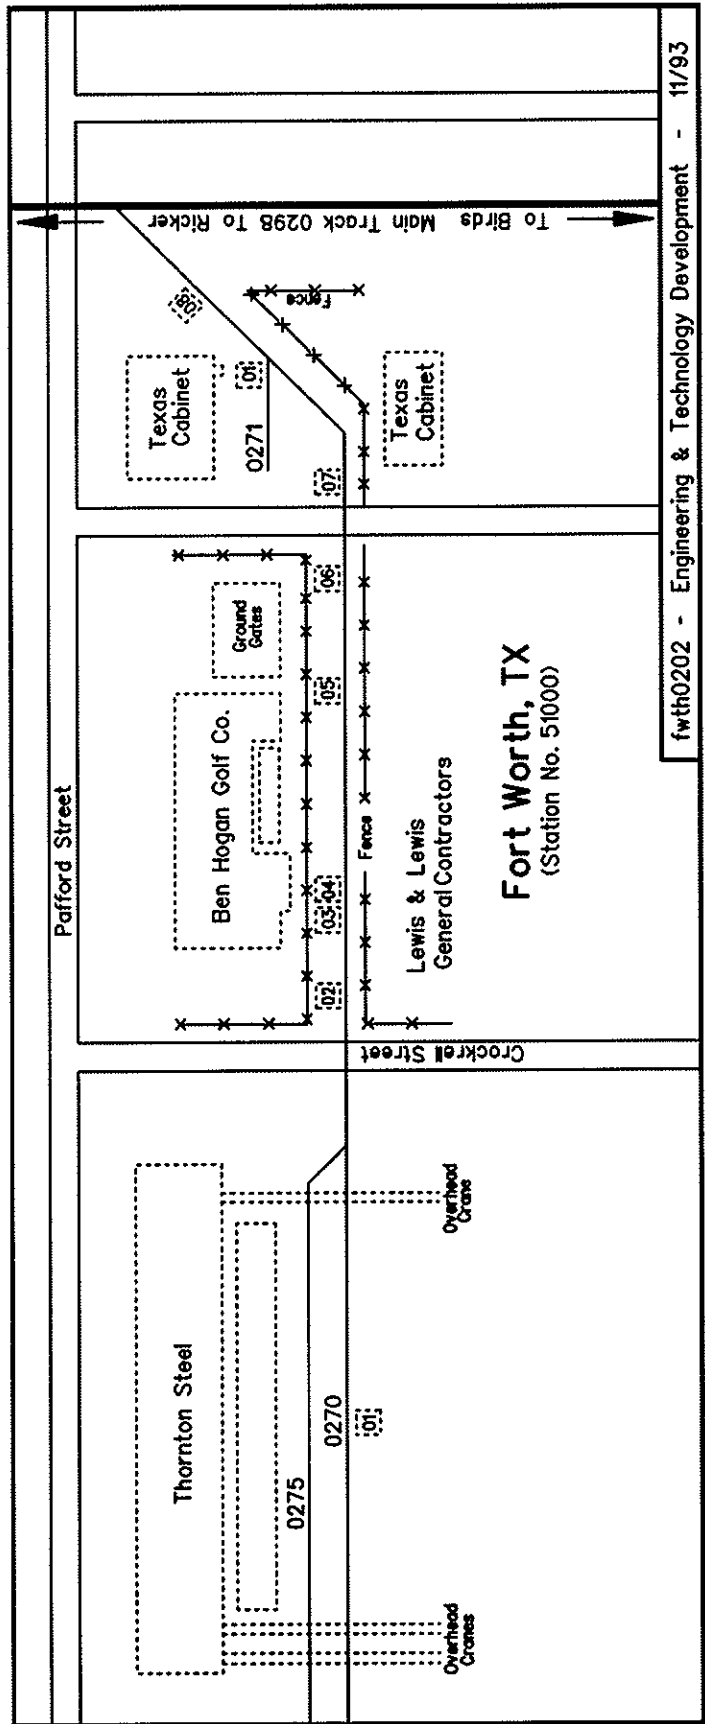 Pafford Street
Thornton Steel
0275
0270
01
Overhead
Cranes
Overhead
Crane
Crockrell Street
Ben Hogan Golf Co.
Ground
Gates
02
03
04
05
06
Fence
Lewis & Lewis
General Contractors
Fort Worth, TX
(Station No. 51000)
07
Texas
Cabinet
01
0271
08
Fence
Texas
Cabinet
To Birds Main Track 0298 To Ricker
fwth0202 - Engineering & Technology Development - 11/93